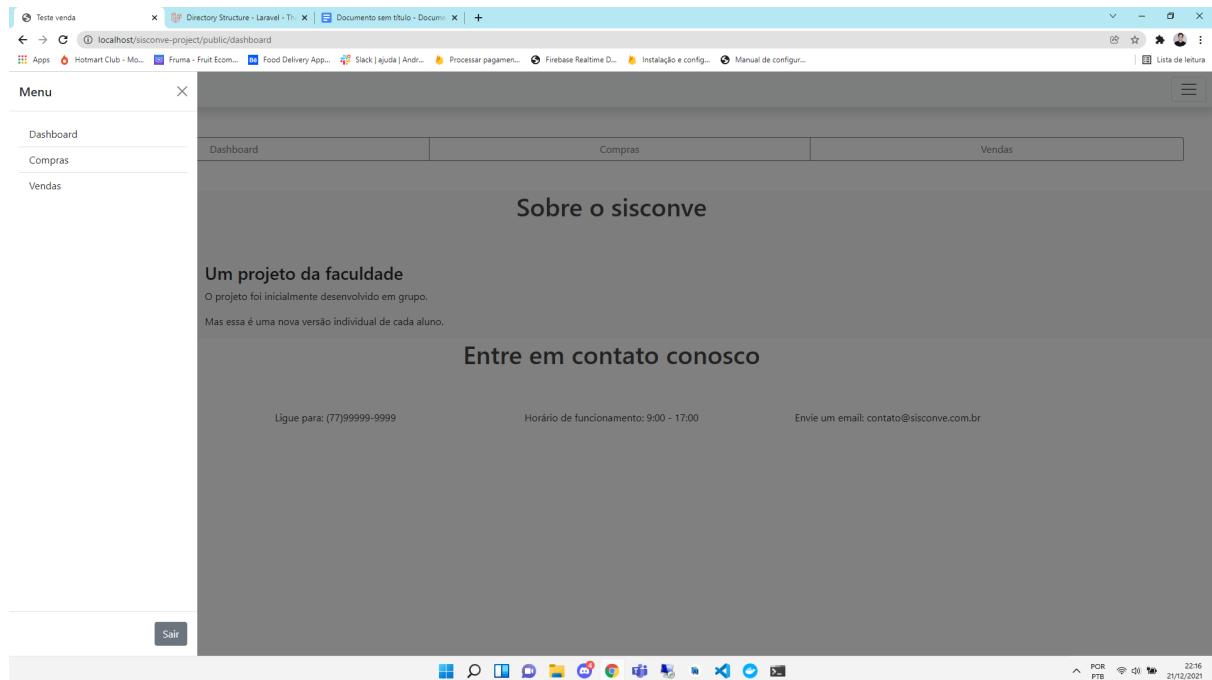 Teste venda
Directory Structure - Laravel - Th
Documento sem título - Docume
localhost/sisconve-project/public/dashboard
Apps
Hotmart Club - Mo...
Fruma - Fruit Ecom...
Food Delivery App...
Slack | ajuda | Andr...
Processar pagamen...
Firebase Realtime D...
Instalação e config...
Manual de configur...
Lista de leitura
Menu
Dashboard
Compras
Vendas
Dashboard
Compras
Vendas
Sobre o sisconve
Um projeto da faculdade
O projeto foi inicialmente desenvolvido em grupo.
Mas essa é uma nova versão individual de cada aluno.
Entre em contato conosco
Ligue para: (77)99999-9999
Horário de funcionamento: 9:00 - 17:00
Envie um email: contato@sisconve.com.br
Sair
POR
PTB
22:16
21/12/2021